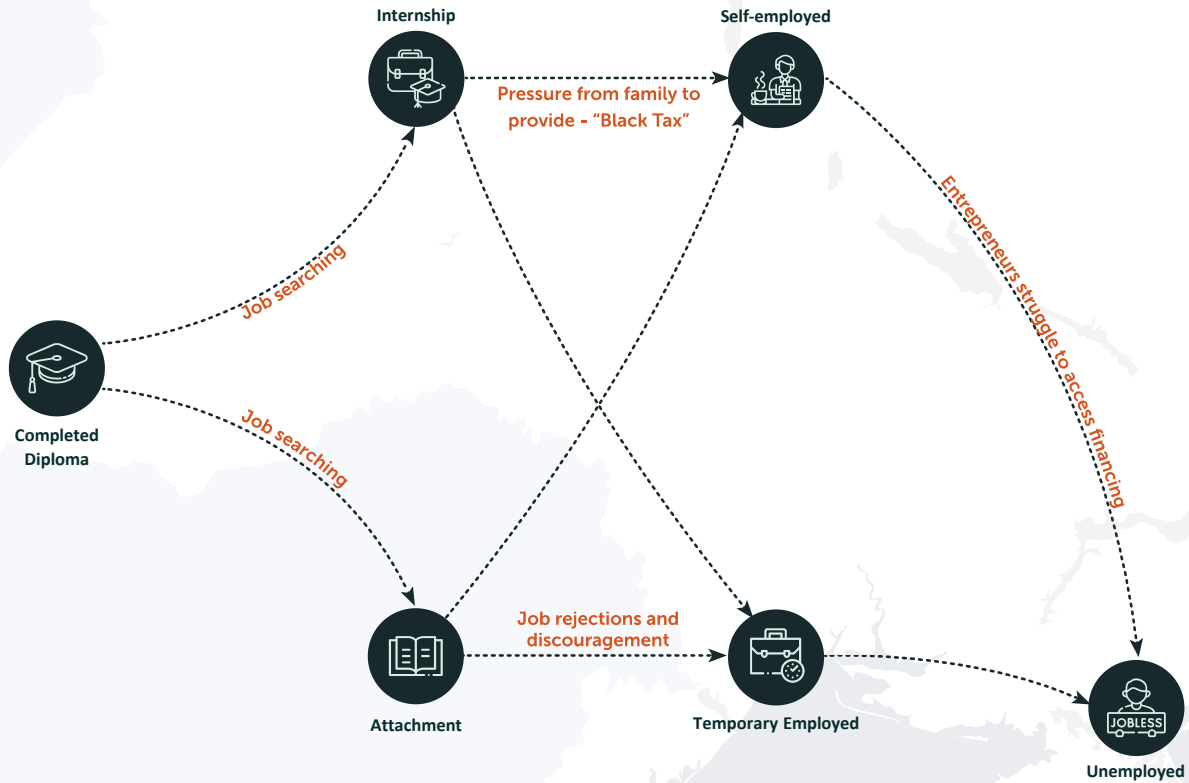 Internship
Self-employed
Pressure from family to
provide - “Black Tax”
Job searching
Entrepreneurs struggle to access financing
Completed
Diploma
Job searching
Job rejections and
discouragement
Attachment
Temporary Employed
JOBLESS
Unemployed